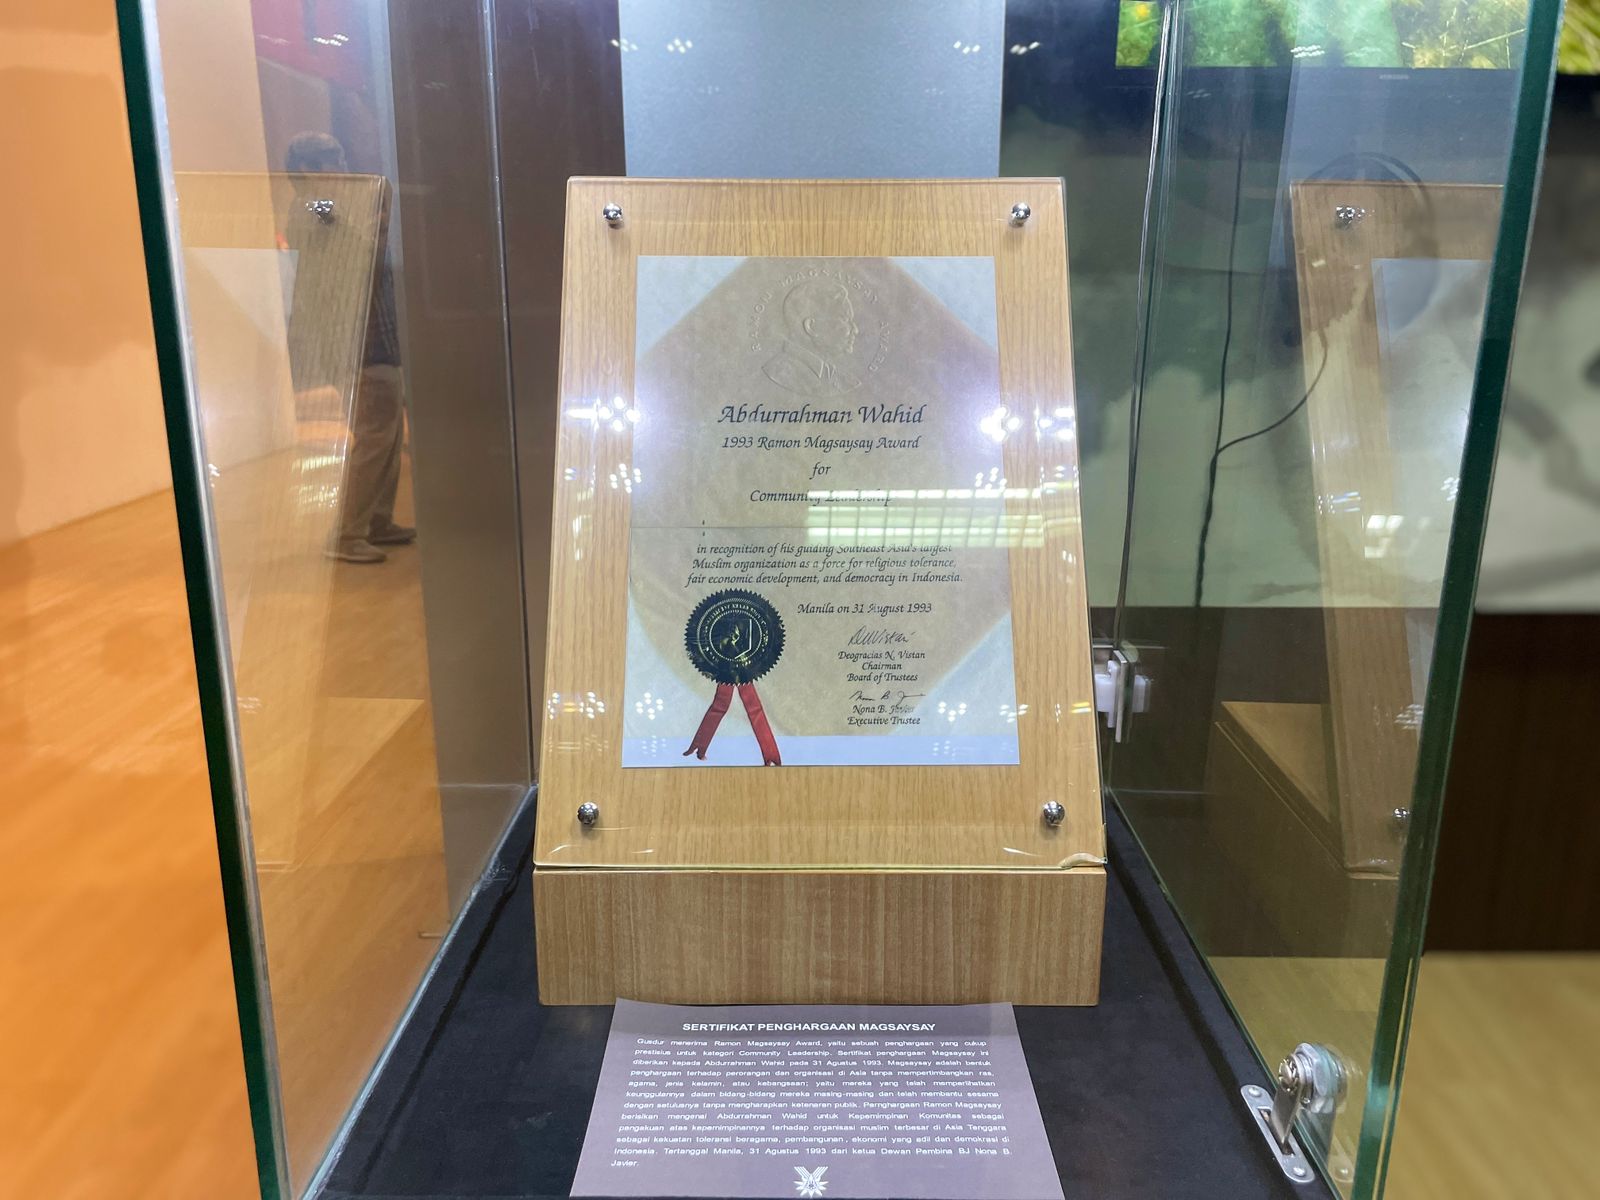 RAMON MAGSAYSAY AWARD
Abdurrahman Wahid
1993 Ramon Magsaysay Award
for
Community Leadership
in recognition of his guiding Southeast Asia's largest
Muslim organization as a force for religious tolerance,
fair economic development, and democracy in Indonesia.
Manila on 31 August 1993
Deogracias N. Vistan
Chairman
Board of Trustees
Nona B. Javier
Executive Trustee
SERTIFIKAT PENGHARGAAN MAGSAYSAY
Gusdur menerima Ramon Magsaysay Award, yaitu sebuah penghargaan yang cukup
prestisius untuk kategori Community Leadership. Sertifikat penghargaan Magsaysay ini
diberikan kepada Abdurrahman Wahid pada 31 Agustus 1993. Magsaysay adalah bentuk
penghargaan terhadap perorangan dan organisasi di Asia tanpa mempertimbangkan ras,
agama, jenis kelamin, atau kebangsaan; yaitu mereka yang telah memperlihatkan
keunggulannya dalam bidang-bidang mereka masing-masing dan telah membantu sesama
dengan setulusnya tanpa mengharapkan ketenaran publik. Pernghargaan Ramon Magsaysay
berisikan mengenai Abdurrahman Wahid untuk Kepemimpinan Komunitas sebagai
pengakuan atas kepemimpinannya terhadap organisasi muslim terbesar di Asia Tenggara
sebagai kekuatan toleransi beragama, pembangunan, ekonomi yang adil dan demokrasi di
Indonesia. Tertanggal Manila, 31 Agustus 1993 dari ketua Dewan Pembina BJ Nona B.
Javier.